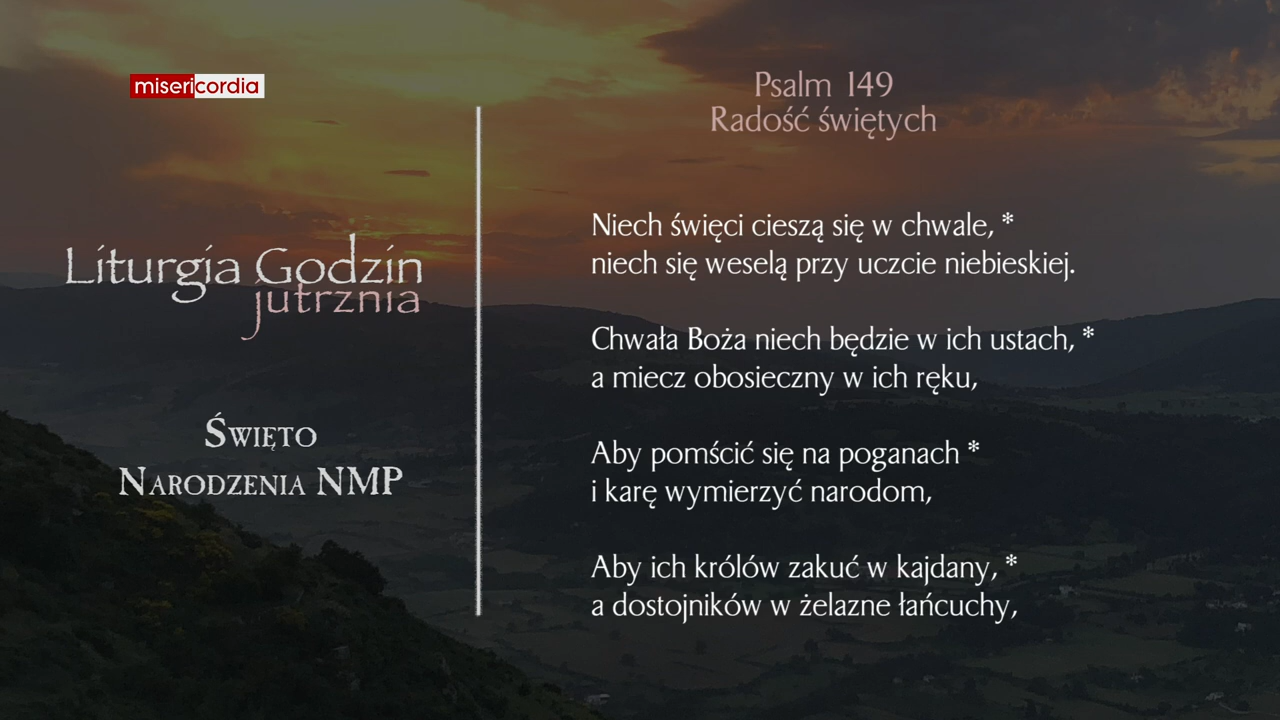 misericordia
Liturgia Godzin
jutrznia
Święto
Narodzenia NMP
Psalm 149
Radość świętych
Niech święci cieszą się w chwale, *
niech się weselą przy uczcie niebieskiej.
Chwała Boża niech będzie w ich ustach, *
a miecz obosieczny w ich ręku,
Aby pomścić się na poganach *
i karę wymierzyć narodom,
Aby ich królów zakuć w kajdany, *
a dostojników w żelazne łańcuchy,